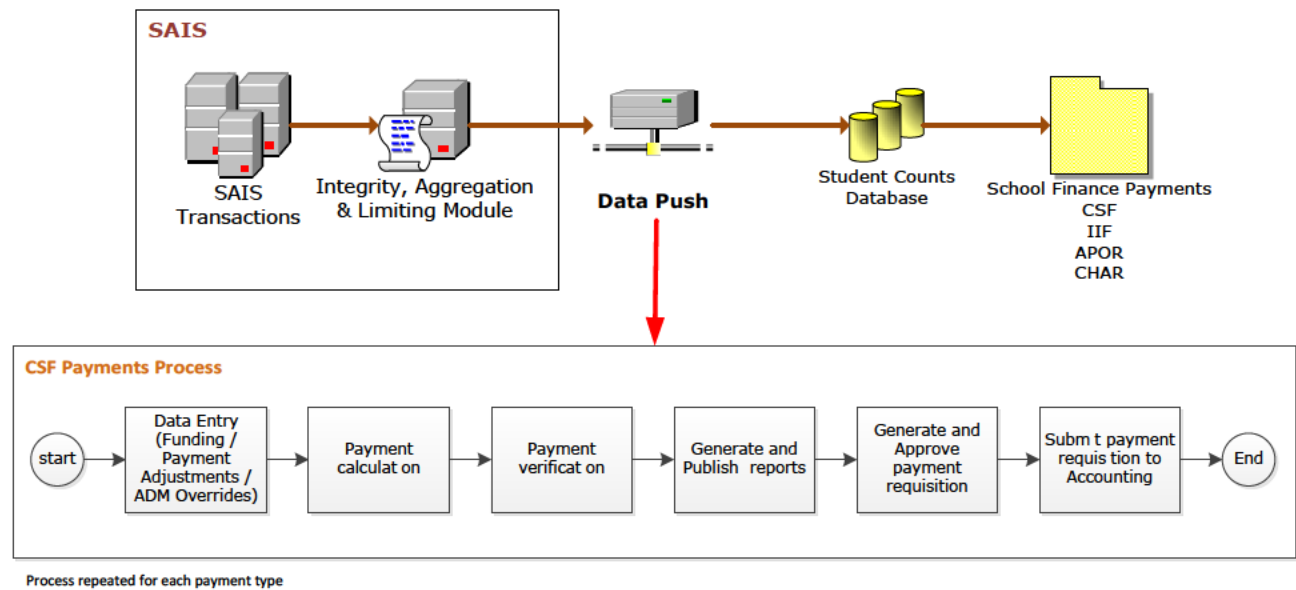 SAIS
SAIS
Transactions
Integrity, Aggregation
& Limiting Module
Data Push
Student Counts
Database
School Finance Payments
CSF
IIF
APOR
CHAR
CSF Payments Process
start
Data Entry
(Funding /
Payment
Adjustments /
ADM Overrides)
Payment
calculat on
Payment
verificat on
Generate and
Publish reports
Generate and
Approve
payment
requisition
Subm t payment
requis tion to
Accounting
End
Process repeated for each payment type